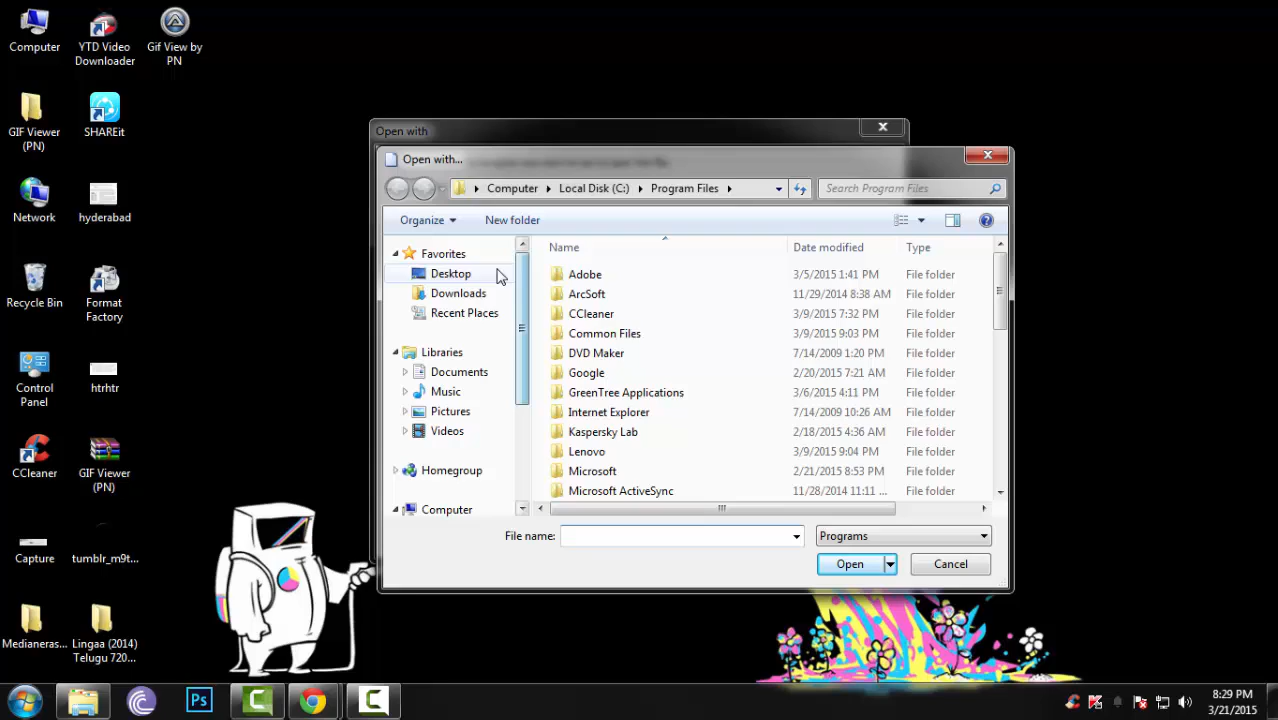 Computer
YTD Video
Downloader
Gif View by
PN
GIF Viewer
(PN)
SHAREit
Network
hyderabad
Recycle Bin
Format
Factory
Control
Panel
htrhtr
CCleaner
GIF Viewer
(PN)
Capture
tumblr_m9t...
Medianeras...
Lingaa (2014)
Telugu 720...
Open with
Open with...
Computer
Local Disk (C:)
Program Files
Search Program Files
Organize
New folder
Favorites
Desktop
Downloads
Recent Places
Libraries
Documents
Music
Pictures
Videos
Homegroup
Computer
Name Date modified Type
Adobe 3/5/2015 1:41 PM File folder
ArcSoft 11/29/2014 8:38 AM File folder
CCleaner 3/9/2015 7:32 PM File folder
Common Files 3/9/2015 9:03 PM File folder
DVD Maker 7/14/2009 1:20 PM File folder
Google 2/20/2015 7:21 AM File folder
GreenTree Applications 3/6/2015 4:11 PM File folder
Internet Explorer 7/14/2009 10:26 AM File folder
Kaspersky Lab 2/18/2015 4:36 AM File folder
Lenovo 3/9/2015 9:04 PM File folder
Microsoft 2/21/2015 8:53 PM File folder
Microsoft ActiveSync 11/28/2014 11:11 ... File folder
File name:
Programs
Open
Cancel
Ps
8:29 PM
3/21/2015